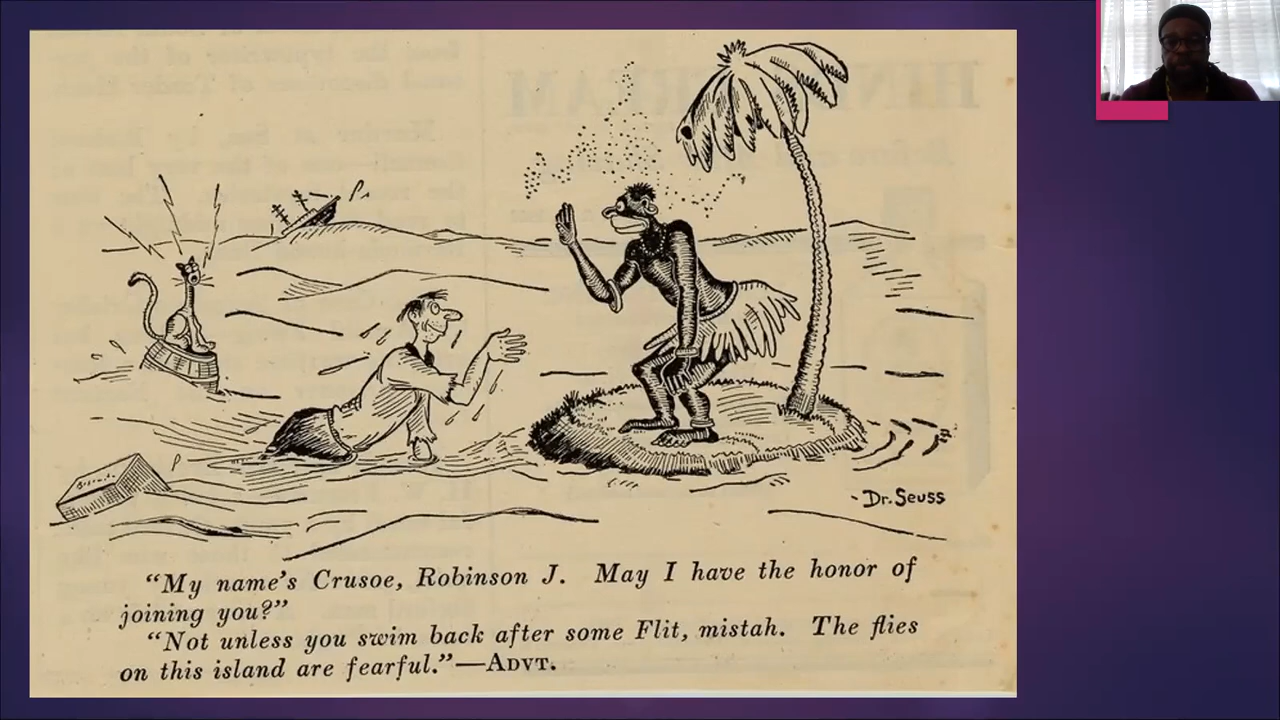 Biscuits
-Dr. Seuss
"My name's Crusoe, Robinson J. May I have the honor of
joining you?"
"Not unless you swim back after some Flit, mistah. The flies
on this island are fearful."—ADVT.